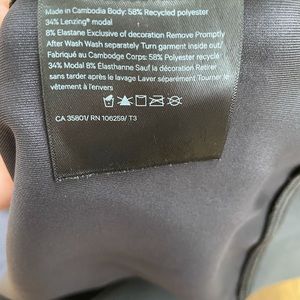 Made in Cambodia Body: 58% Recycled polyester
34% Lenzing® modal
8% Elastane Exclusive of decoration Remove Promptly
After Wash Wash separately Turn garment inside out/
Fabriqué au Cambodge Corps: 58% Polyester recyclé
34% Modal 8% Élasthanne Sauf la décoration Retirer
sans tarder après le lavage Laver séparément Tourner le
vêtement à l'envers
CA 35801/ RN 106259/ T3